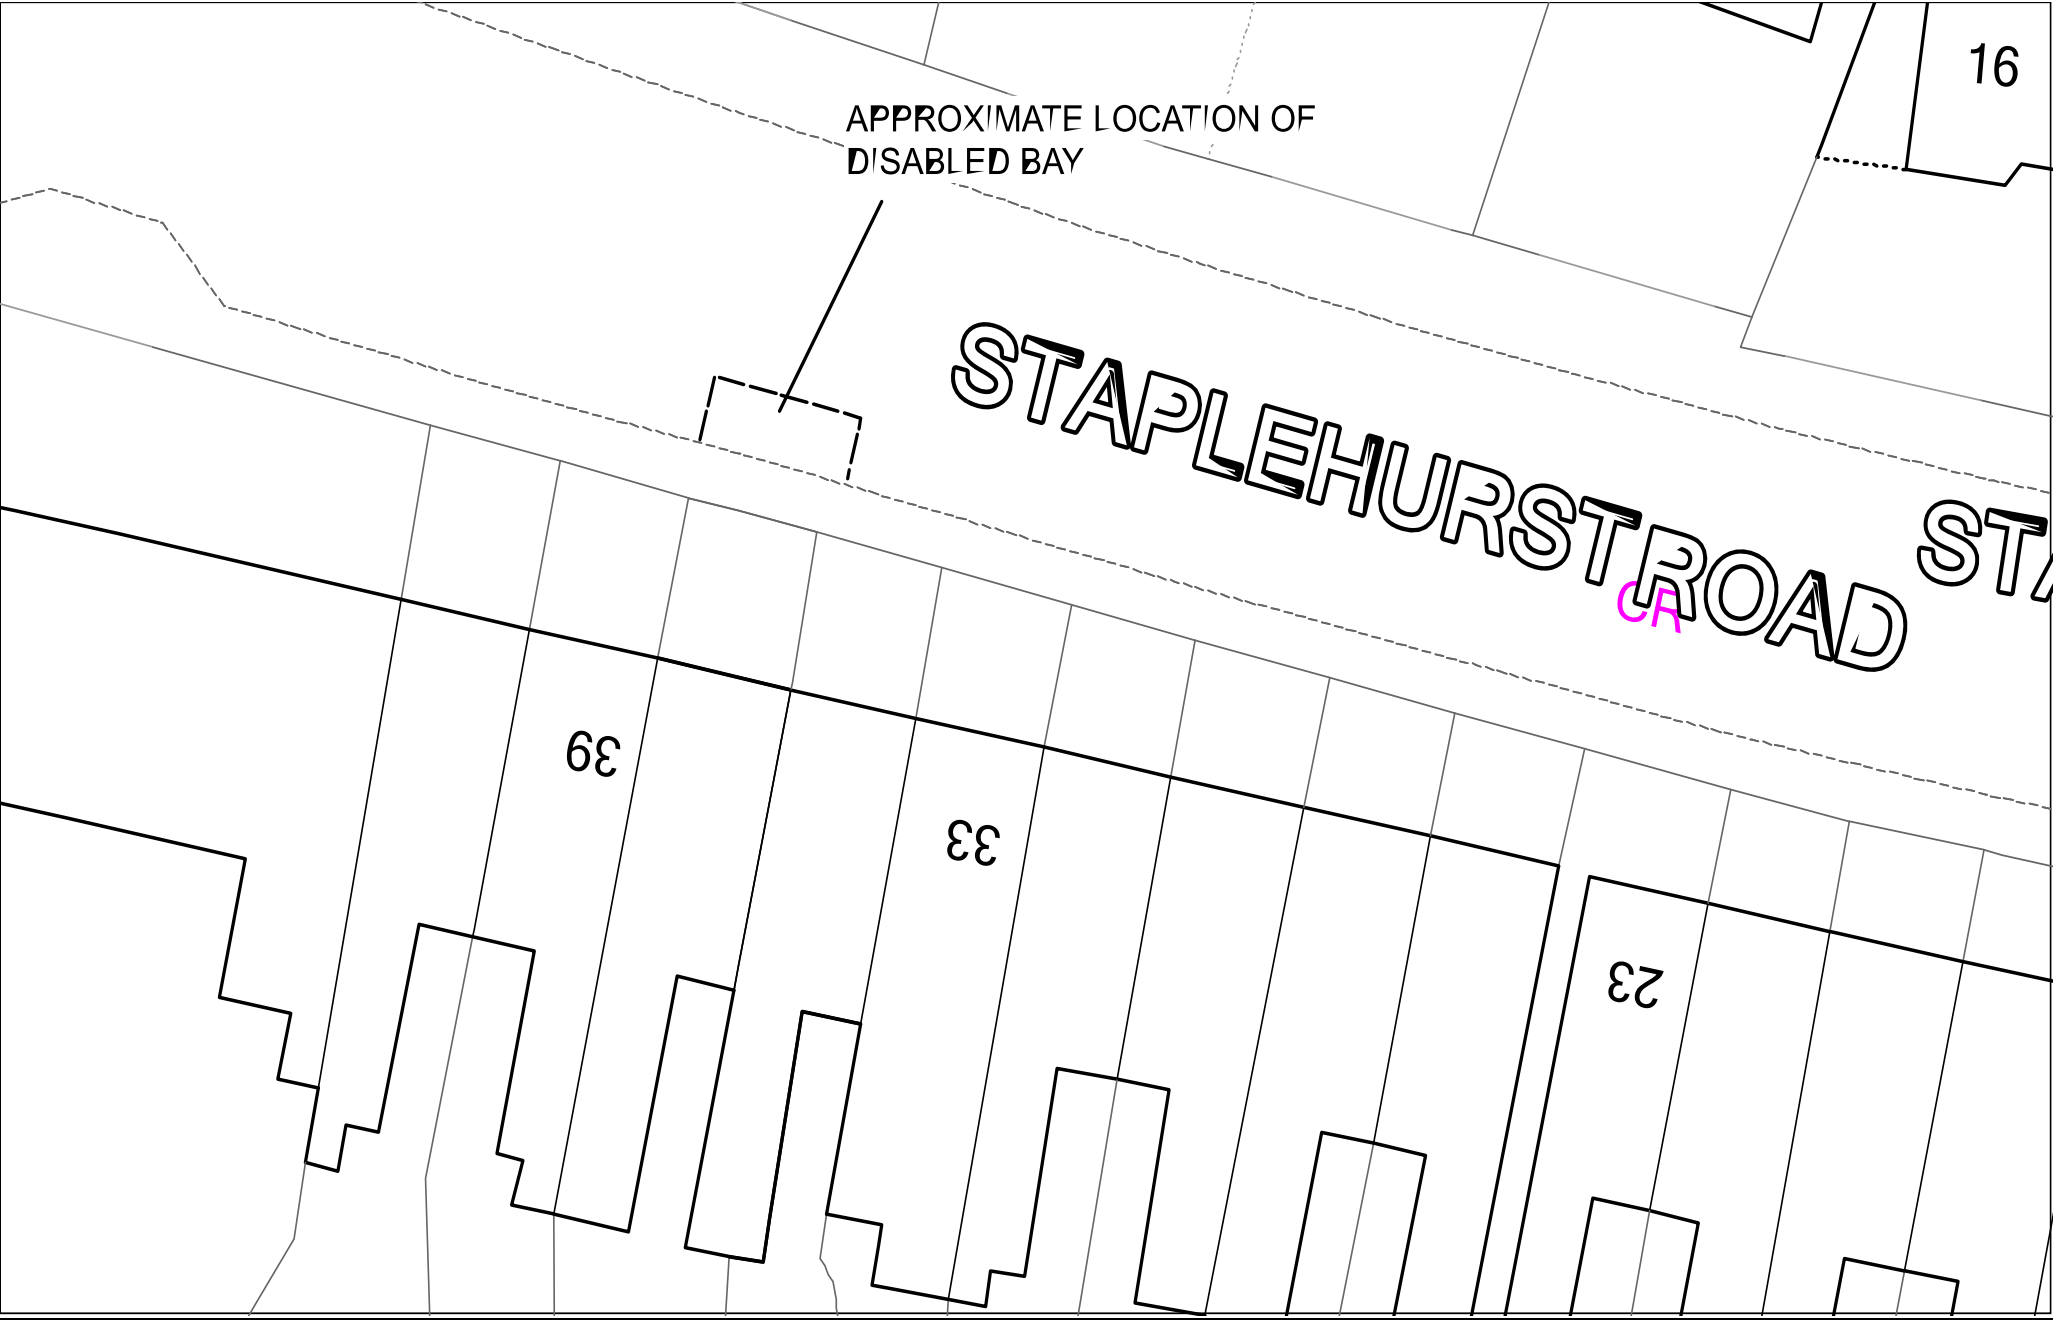 16
APPROXIMATE LOCATION OF
DISABLED BAY
STAPLEHURST ROAD
STA
CR
39
33
23